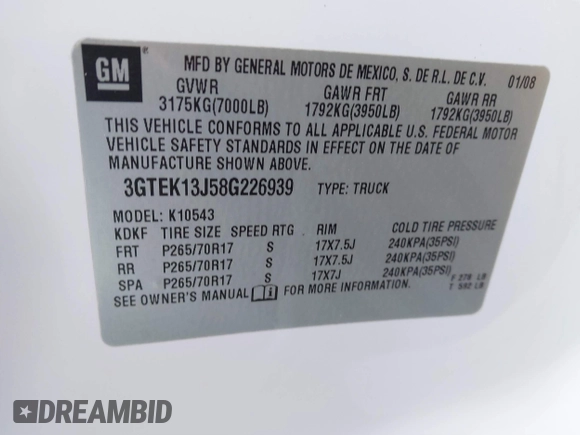 GM
MFD BY GENERAL MOTORS DE MEXICO, S. DE R.L. DE C.V. 01/08
GVWR GAWR FRT GAWR RR
3175KG(7000LB) 1792KG(3950LB) 1792KG(3950LB)
THIS VEHICLE CONFORMS TO ALL APPLICABLE U.S. FEDERAL MOTOR
VEHICLE SAFETY STANDARDS IN EFFECT ON THE DATE OF
MANUFACTURE SHOWN ABOVE.
3GTEK13J58G226939 TYPE: TRUCK
MODEL: K10543
KDKF TIRE SIZE SPEED RTG RIM COLD TIRE PRESSURE
FRT P265/70R17 S 17X7.5J 240KPA(35PSI)
RR P265/70R17 S 17X7.5J 240KPA(35PSI)
SPA P265/70R17 S 17X7J 240KPA(35PSI)
SEE OWNER'S MANUAL FOR MORE INFORMATION.
F 278 LB
T 592 LB
DREAMBID